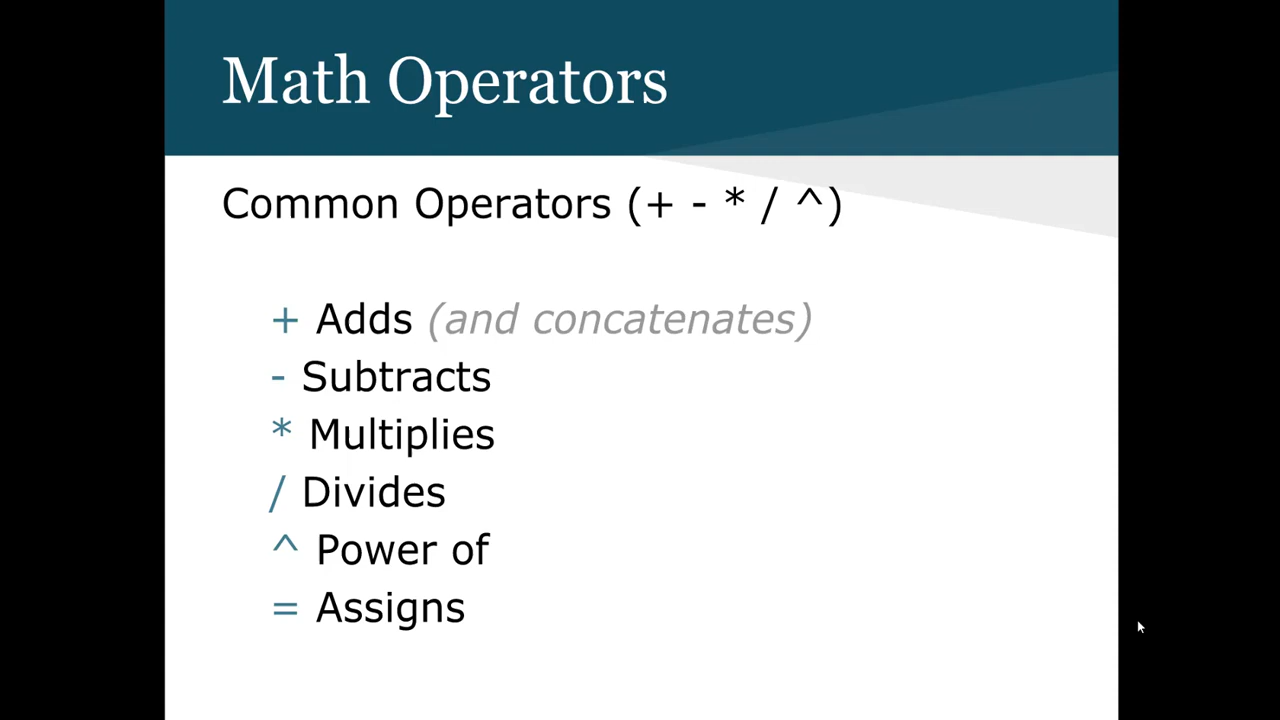 Math Operators
Common Operators (+ - * / ^)
+ Adds (and concatenates)
- Subtracts
* Multiplies
/ Divides
^ Power of
= Assigns